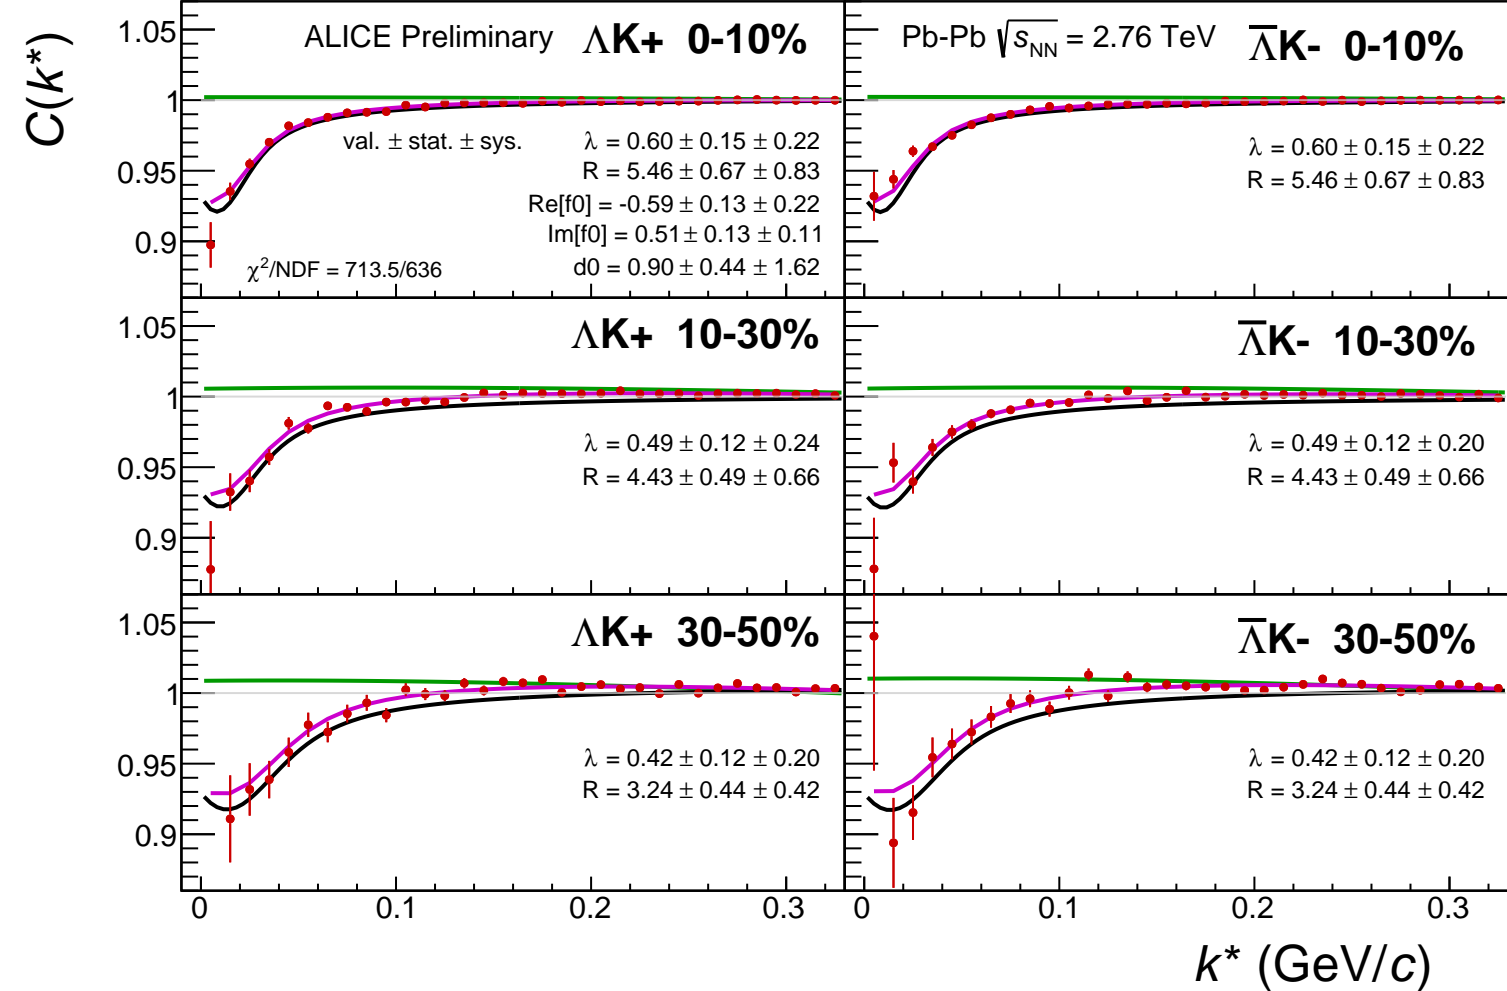 C(k*)
ALICE Preliminary ΛK+ 0-10%
1.05
1
0.95
0.9
val. ± stat. ± sys.
λ = 0.60 ± 0.15 ± 0.22
R = 5.46 ± 0.67 ± 0.83
Re[f0] = -0.59 ± 0.13 ± 0.22
Im[f0] = 0.51 ± 0.13 ± 0.11
d0 = 0.90 ± 0.44 ± 1.62
χ²/NDF = 713.5/636
Pb-Pb √s_NN = 2.76 TeV Λ̅K- 0-10%
λ = 0.60 ± 0.15 ± 0.22
R = 5.46 ± 0.67 ± 0.83
ΛK+ 10-30%
1.05
1
0.95
0.9
λ = 0.49 ± 0.12 ± 0.24
R = 4.43 ± 0.49 ± 0.66
Λ̅K- 10-30%
λ = 0.49 ± 0.12 ± 0.20
R = 4.43 ± 0.49 ± 0.66
ΛK+ 30-50%
1.05
1
0.95
0.9
λ = 0.42 ± 0.12 ± 0.20
R = 3.24 ± 0.44 ± 0.42
Λ̅K- 30-50%
λ = 0.42 ± 0.12 ± 0.20
R = 3.24 ± 0.44 ± 0.42
0 0.1 0.2 0.3 0 0.1 0.2 0.3
k* (GeV/c)